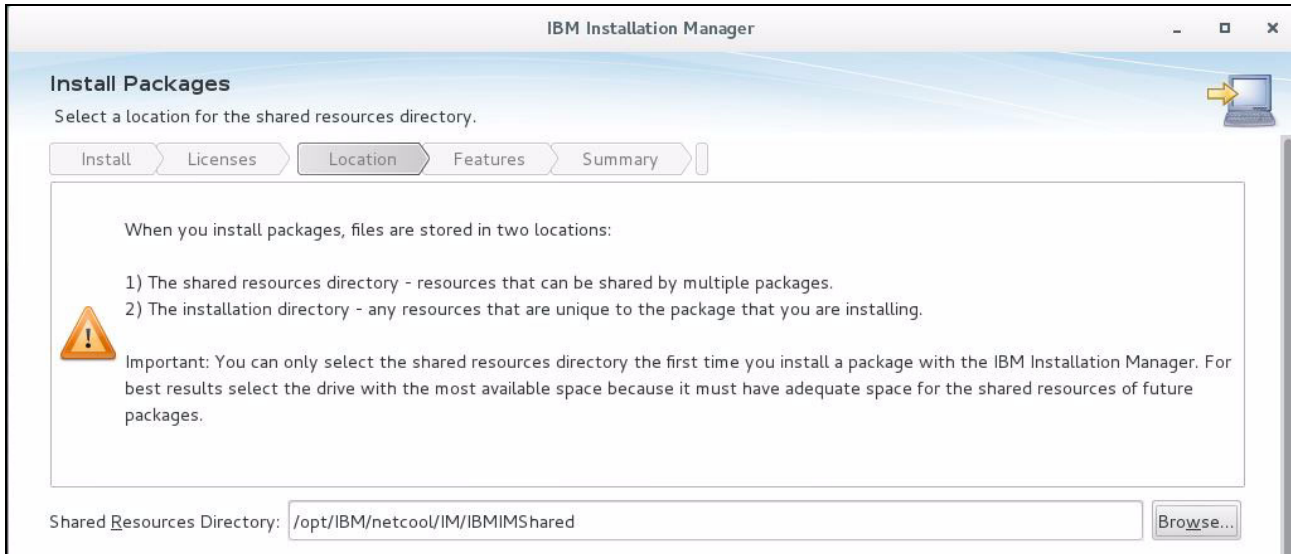 IBM Installation Manager
Install Packages
Select a location for the shared resources directory.
Install
Licenses
Location
Features
Summary
When you install packages, files are stored in two locations:
1) The shared resources directory - resources that can be shared by multiple packages.
2) The installation directory - any resources that are unique to the package that you are installing.
Important: You can only select the shared resources directory the first time you install a package with the IBM Installation Manager. For
best results select the drive with the most available space because it must have adequate space for the shared resources of future
packages.
Shared Resources Directory: /opt/IBM/netcool/IM/IBMIMShared Browse...